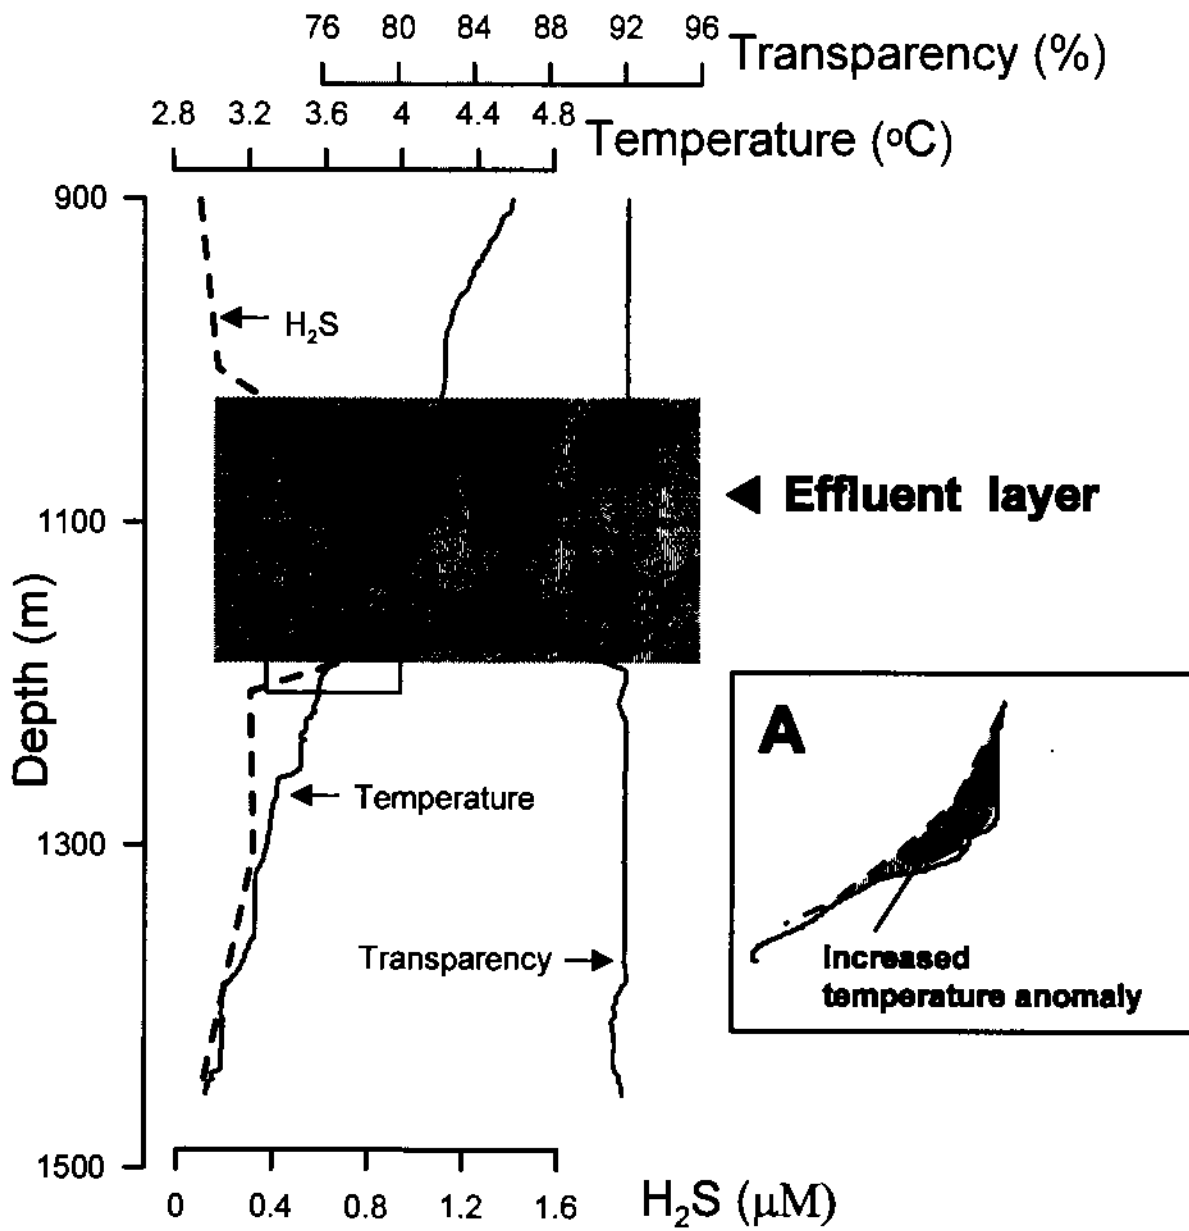 76 80 84 88 92 96
Transparency (%)
2.8 3.2 3.6 4 4.4 4.8
Temperature (oC)
900
H2S
Effluent layer
1100
Depth (m)
A
Temperature
1300
Transparency
Increased
temperature anomaly
1500
0 0.4 0.8 1.2 1.6
H2S (μM)